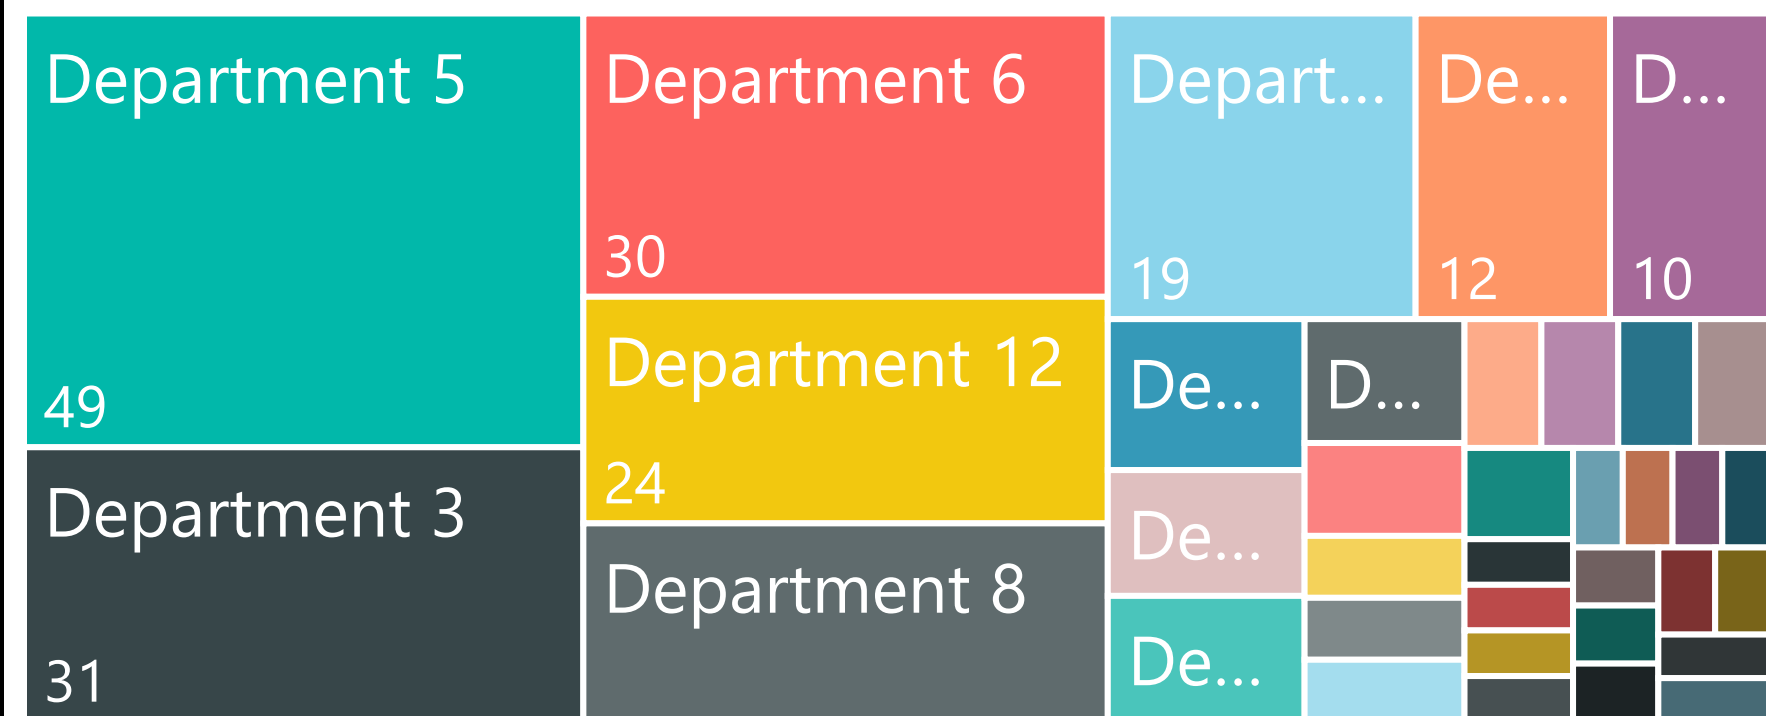 Department 5
49
Department 3
31
Department 6
30
Department 12
24
Department 8
Depart...
19
De...
12
D...
10
De...
D...
De...
De...